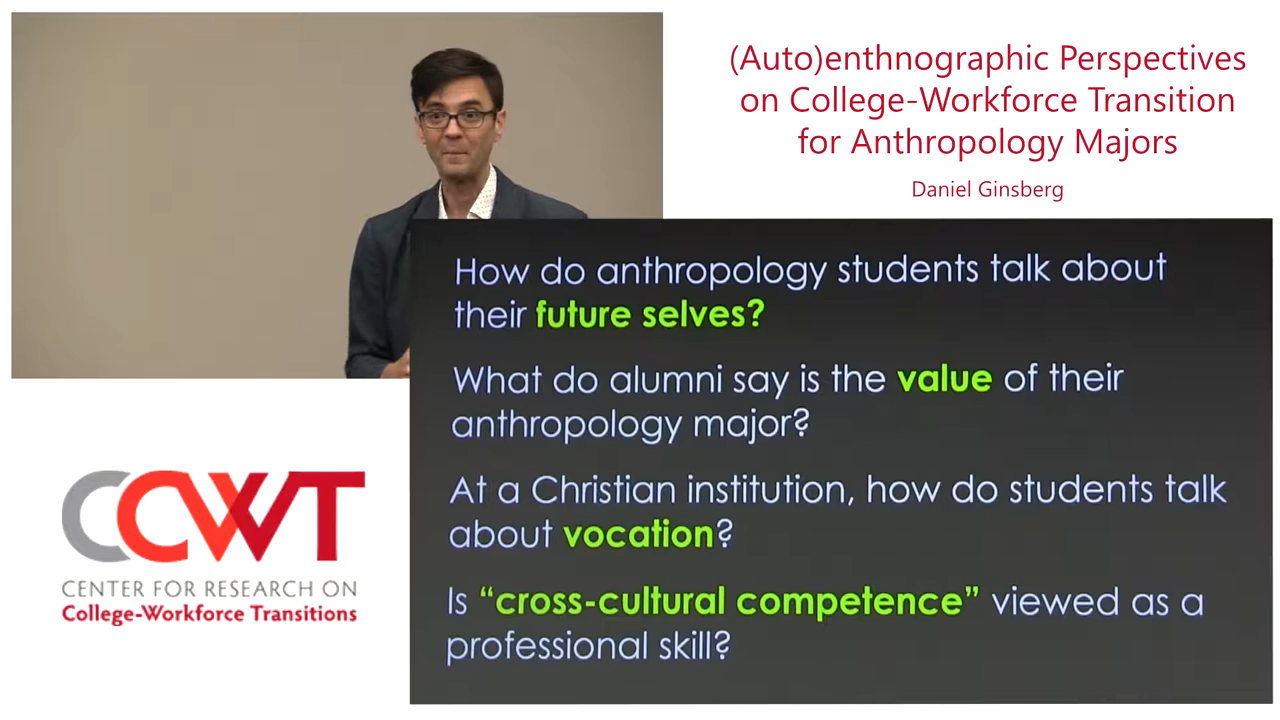 (Auto)enthnographic Perspectives
on College-Workforce Transition
for Anthropology Majors
Daniel Ginsberg
How do anthropology students talk about
their future selves?
What do alumni say is the value of their
anthropology major?
At a Christian institution, how do students talk
about vocation?
Is “cross-cultural competence” viewed as a
professional skill?
CCWT
CENTER FOR RESEARCH ON
College-Workforce Transitions